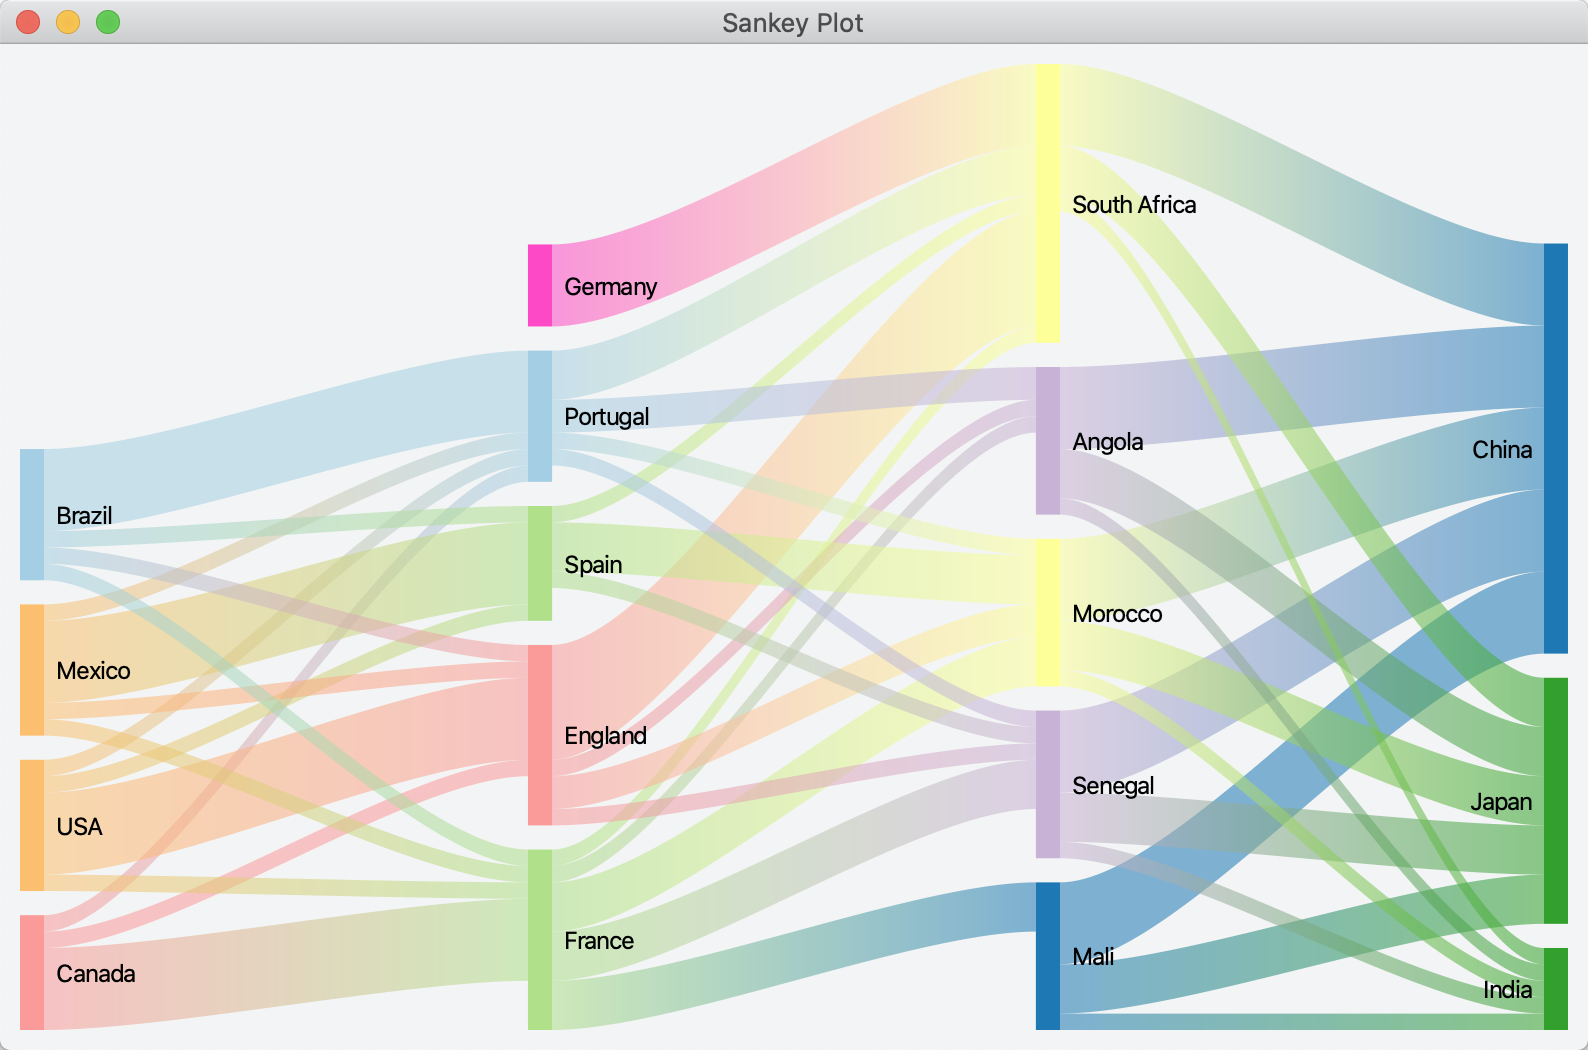 Sankey Plot
Brazil
Mexico
USA
Canada
Germany
Portugal
Spain
England
France
South Africa
Angola
Morocco
Senegal
Mali
China
Japan
India